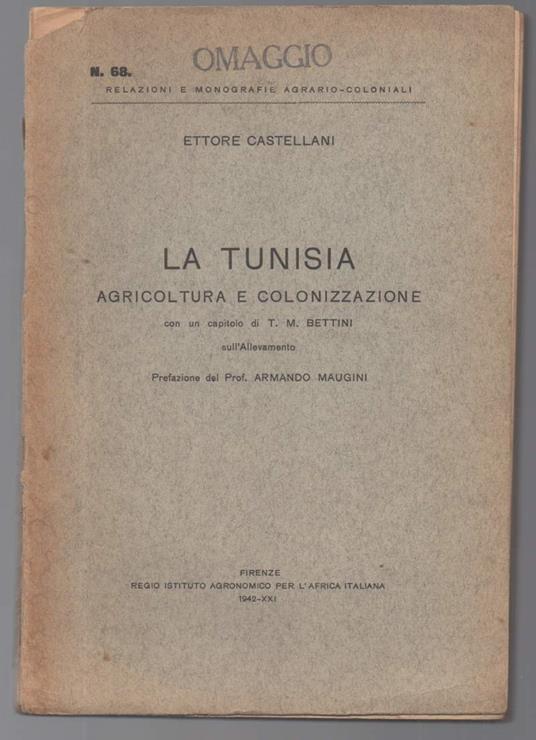 OMAGGIO
N. 68.
RELAZIONI E MONOGRAFIE AGRARIO-COLONIALI
ETTORE CASTELLANI
LA TUNISIA
AGRICOLTURA E COLONIZZAZIONE
con un capitolo di T. M. BETTINI
sull'Allevamento
Prefazione del Prof. ARMANDO MAUGINI
FIRENZE
REGIO ISTITUTO AGRONOMICO PER L'AFRICA ITALIANA
1942-XXI